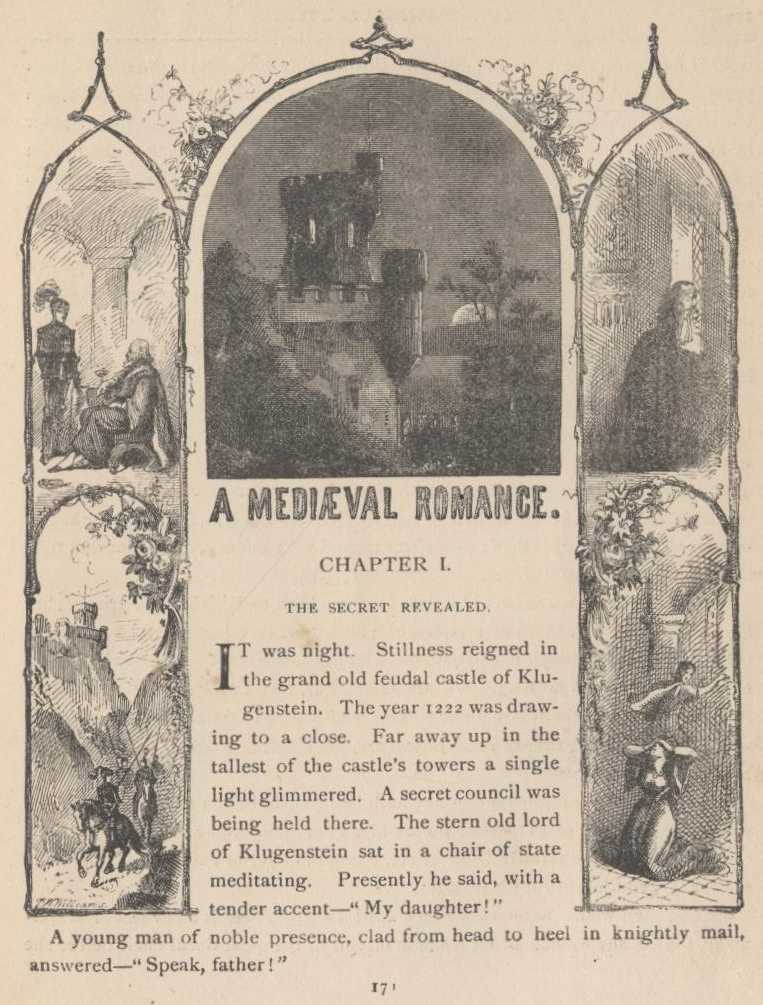 A MEDIÆVAL ROMANCE.
CHAPTER I.
THE SECRET REVEALED.
IT was night. Stillness reigned in
the grand old feudal castle of Klu-
genstein. The year 1222 was draw-
ing to a close. Far away up in the
tallest of the castle's towers a single
light glimmered. A secret council was
being held there. The stern old lord
of Klugenstein sat in a chair of state
meditating. Presently he said, with a
tender accent—“ My daughter!”
A young man of noble presence, clad from head to heel in knightly mail,
answered—“ Speak, father!”
171